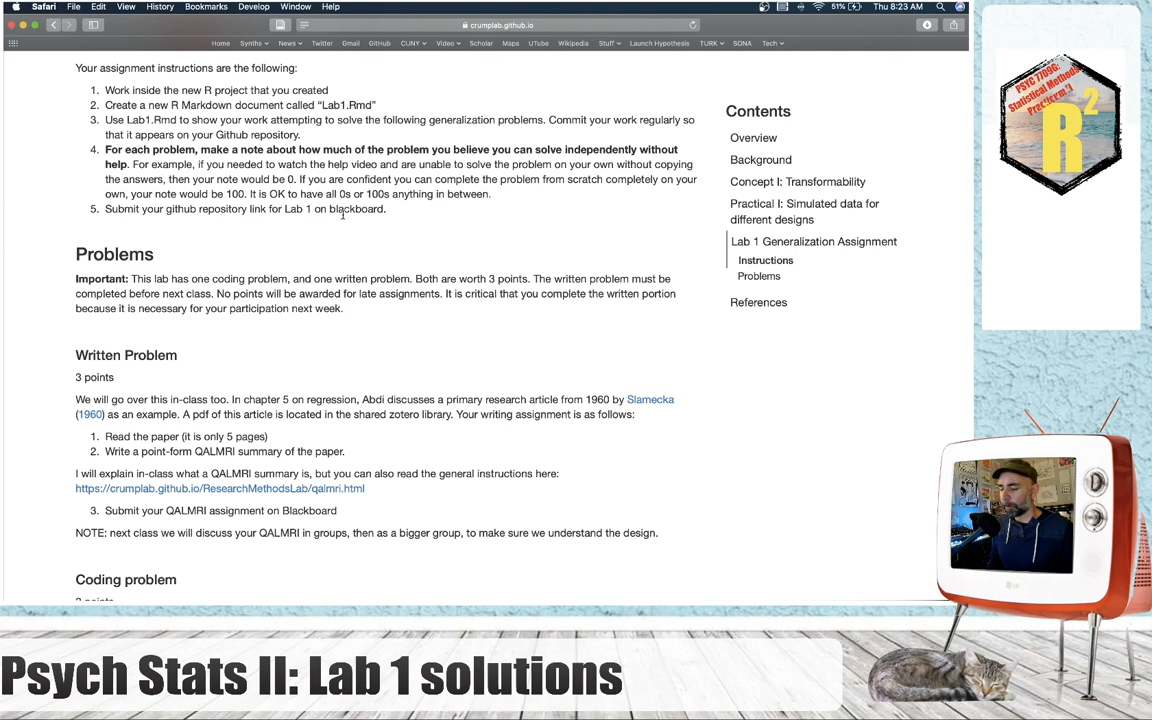 Safari File Edit View History Bookmarks Develop Window Help 51% Thu 8:23 AM
crumplab.github.io
Home Synths News Twitter Gmail GitHub CUNY Video Scholar Maps UTube Wikipedia Stuff Launch Hypothesis TURK SONA Tech
Your assignment instructions are the following:
1. Work inside the new R project that you created
2. Create a new R Markdown document called “Lab1.Rmd”
3. Use Lab1.Rmd to show your work attempting to solve the following generalization problems. Commit your work regularly so
that it appears on your Github repository.
4. For each problem, make a note about how much of the problem you believe you can solve independently without
help. For example, if you needed to watch the help video and are unable to solve the problem on your own without copying
the answers, then your note would be 0. If you are confident you can complete the problem from scratch completely on your
own, your note would be 100. It is OK to have all 0s or 100s anything in between.
5. Submit your github repository link for Lab 1 on blackboard.
Problems
Important: This lab has one coding problem, and one written problem. Both are worth 3 points. The written problem must be
completed before next class. No points will be awarded for late assignments. It is critical that you complete the written portion
because it is necessary for your participation next week.
Written Problem
3 points
We will go over this in-class too. In chapter 5 on regression, Abdi discusses a primary research article from 1960 by Slamecka
(1960) as an example. A pdf of this article is located in the shared zotero library. Your writing assignment is as follows:
1. Read the paper (it is only 5 pages)
2. Write a point-form QALMRI summary of the paper.
I will explain in-class what a QALMRI summary is, but you can also read the general instructions here:
https://crumplab.github.io/ResearchMethodsLab/qalmri.html
3. Submit your QALMRI assignment on Blackboard
NOTE: next class we will discuss your QALMRI in groups, then as a bigger group, to make sure we understand the design.
Coding problem
Contents
Overview
Background
Concept I: Transformability
Practical I: Simulated data for
different designs
Lab 1 Generalization Assignment
Instructions
Problems
References
PSYC 7709G:
Statistical Methods
R2
LG
Psych Stats II: Lab 1 solutions